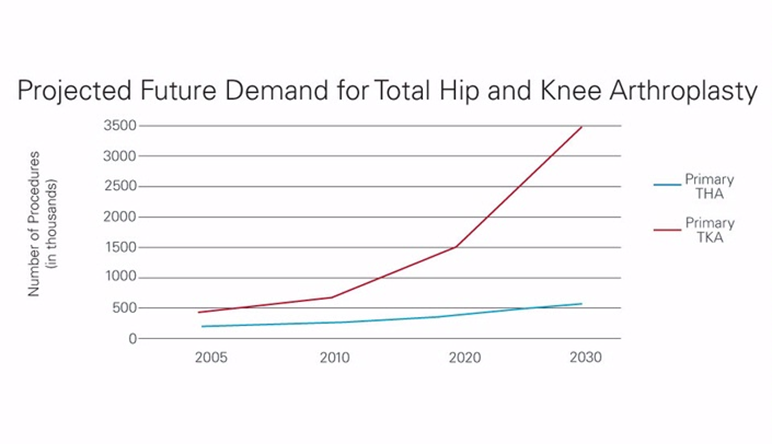 Projected Future Demand for Total Hip and Knee Arthroplasty
Number of Procedures
(in thousands)
3500
3000
2500
2000
1500
1000
500
0
2005 2010 2020 2030
Primary
THA
Primary
TKA